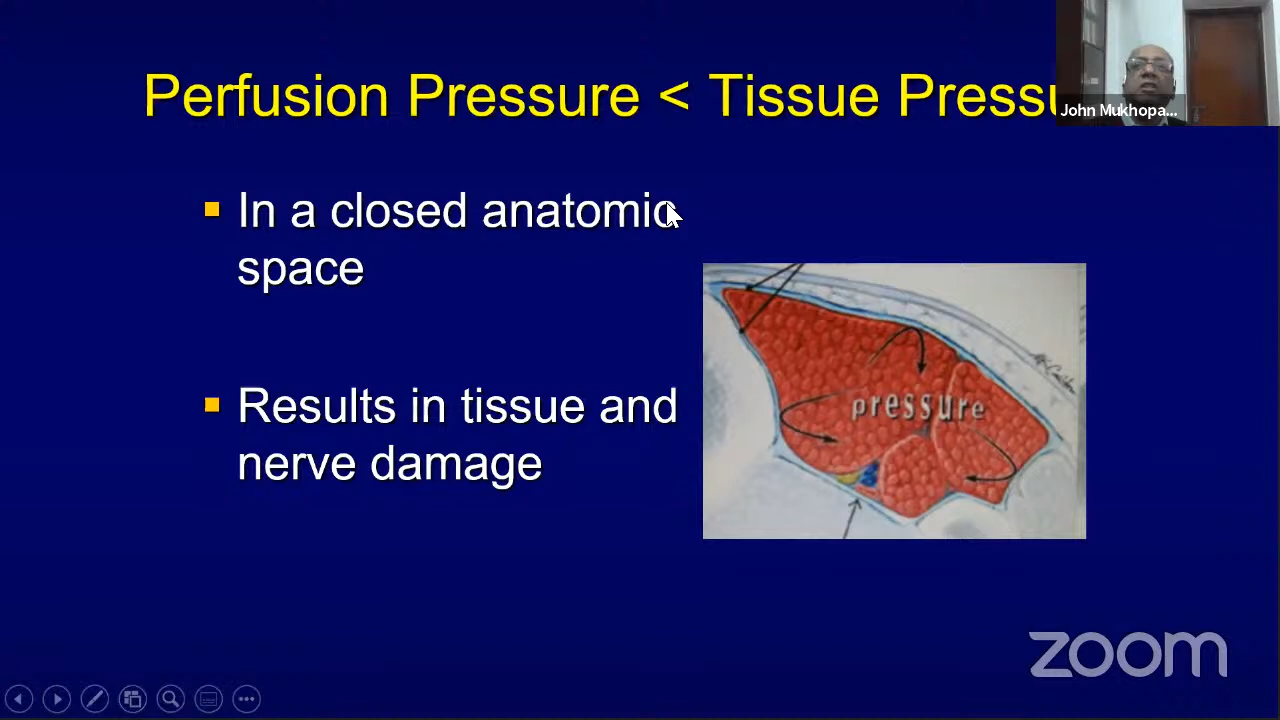 Perfusion Pressure < Tissue Pressu
John Mukhopa...
In a closed anatomic
space
Results in tissue and
nerve damage
pressure
zoom